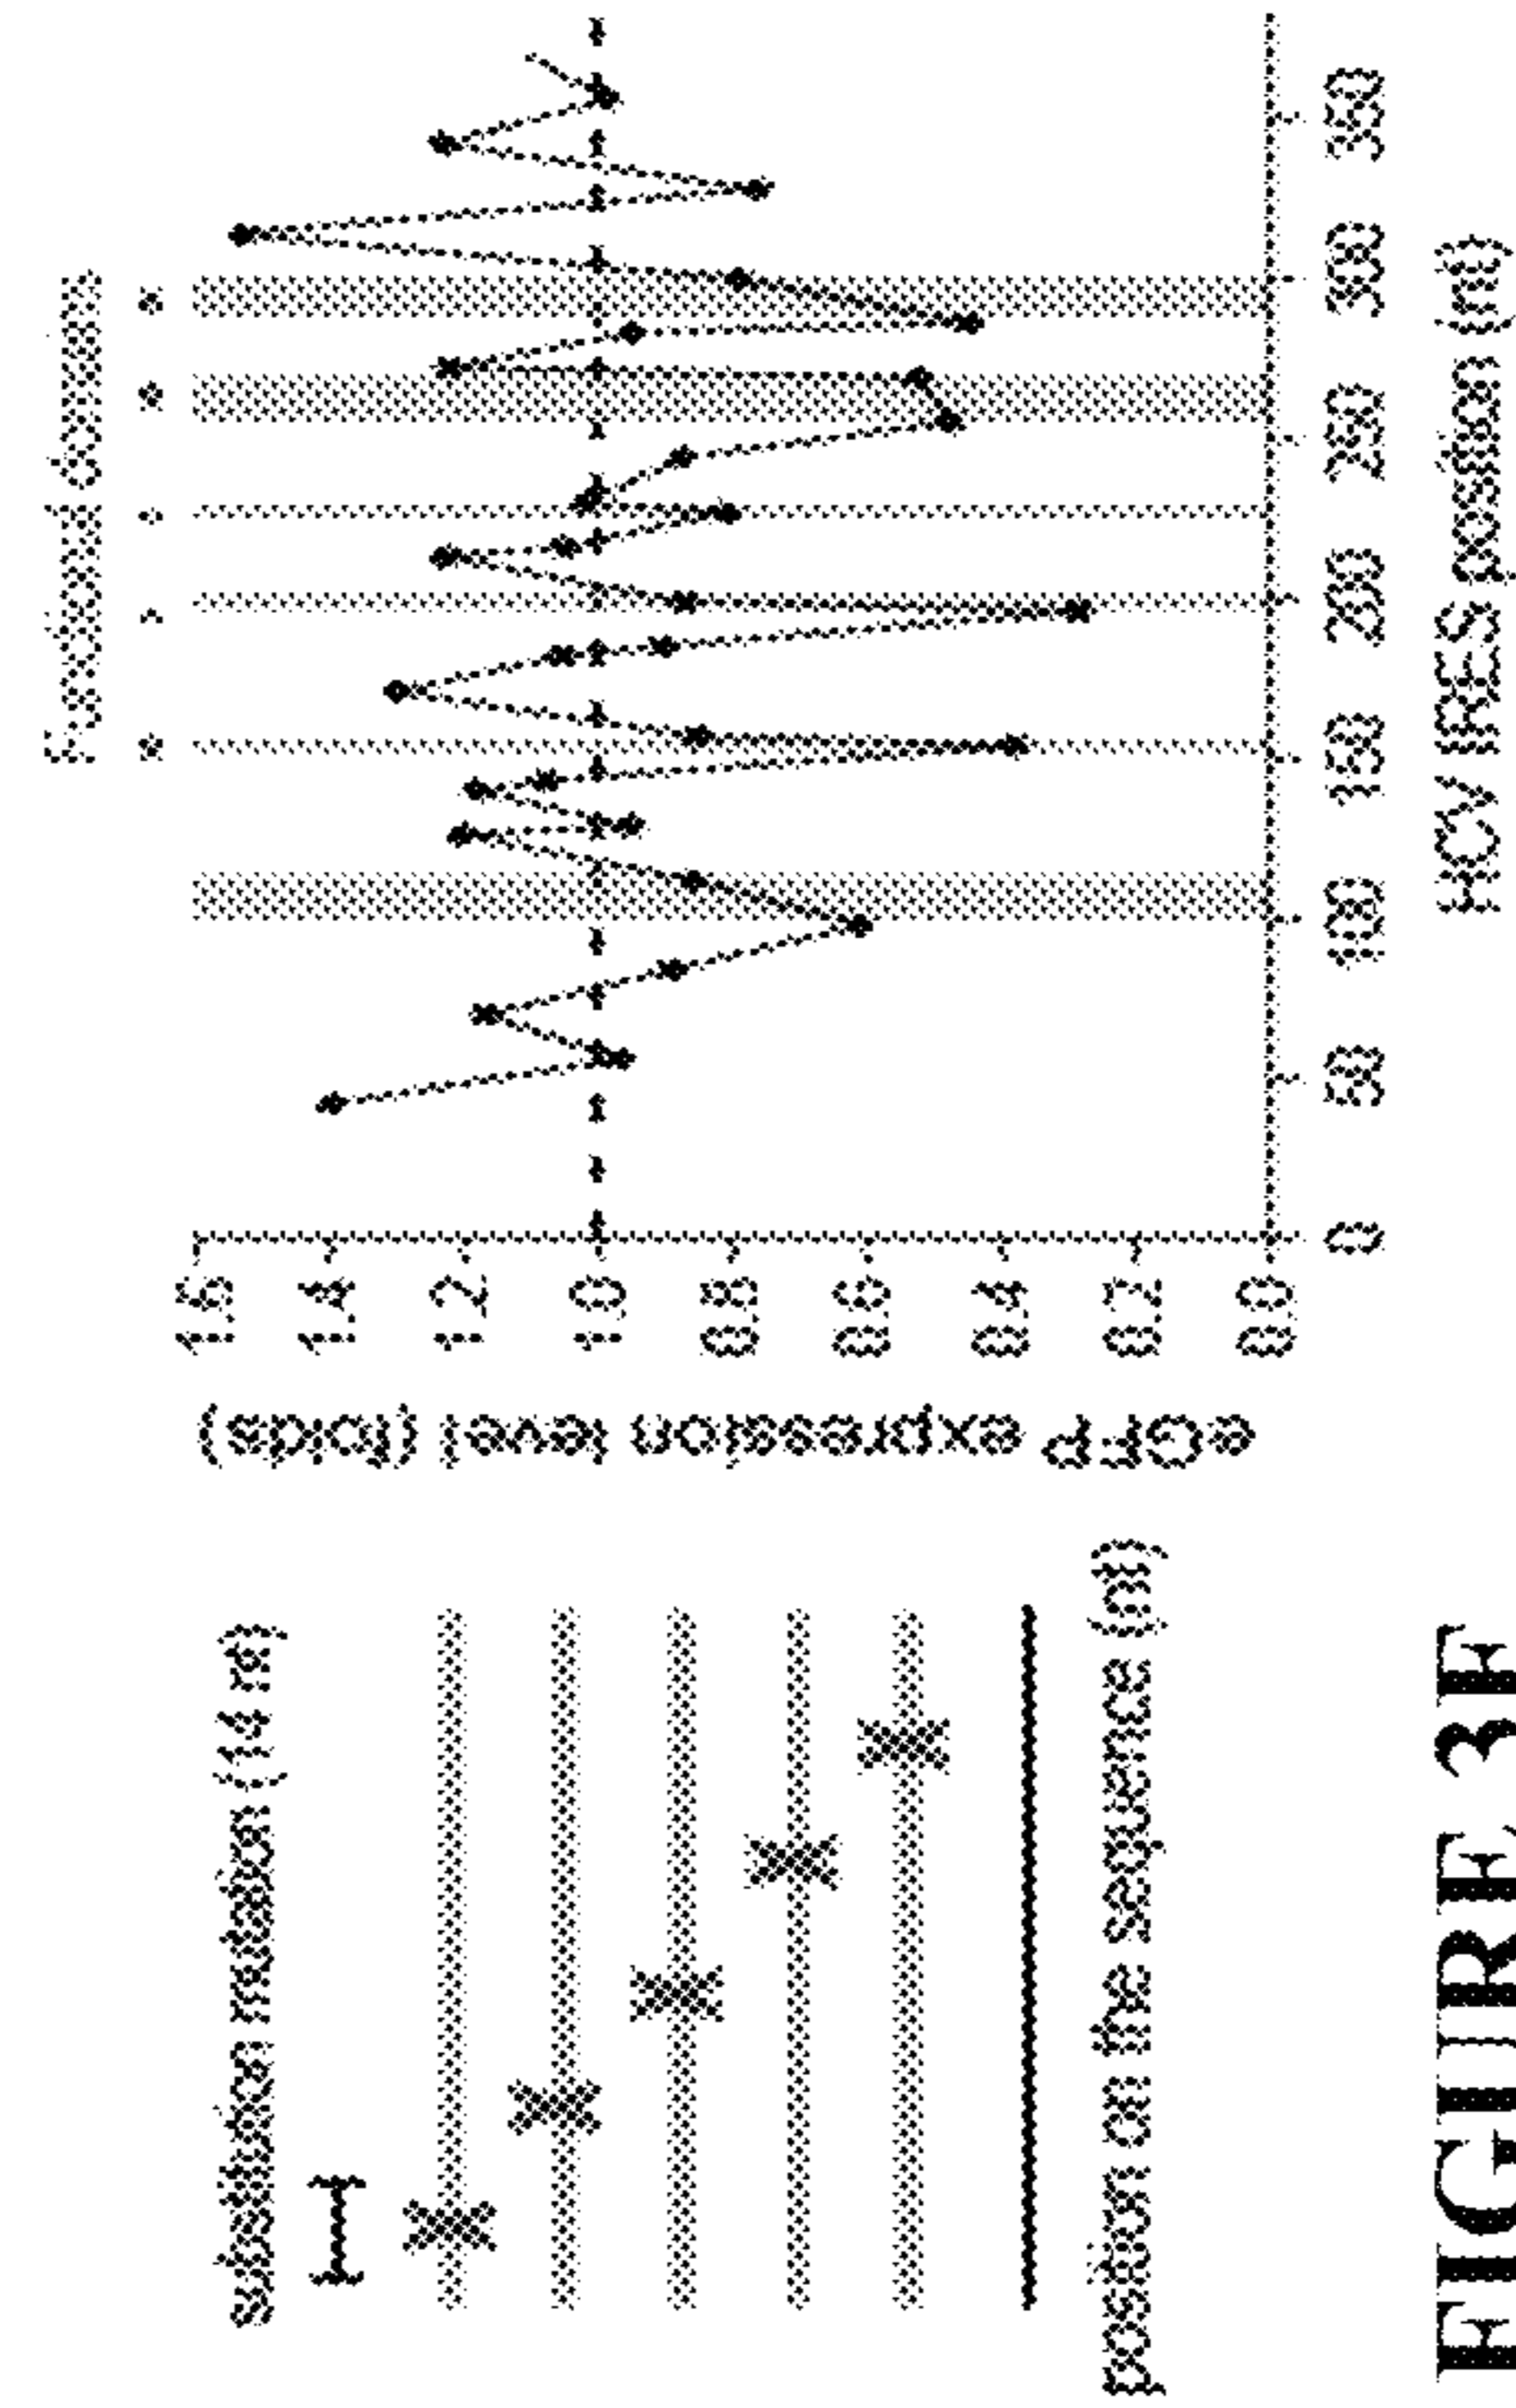 substitution mutation (14 nt)
position on the sequence (nt)
Functional domains
eGFP expression level (folds)
1.6
1.4
1.2
1.0
0.8
0.6
0.4
0.2
0.0
0 50 100 150 200 250 300 350
HCV IRES position (nt)
FIGURE 3F